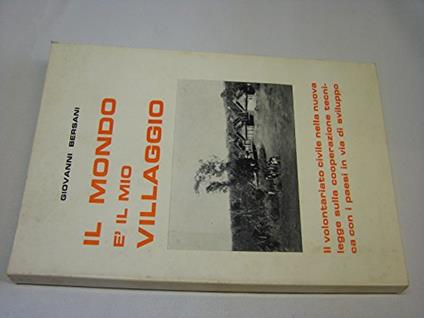 GIOVANNI BERSANI
IL MONDO
E' IL MIO
VILLAGGIO
Il volontariato civile nella nuova
legge sulla cooperazione tecni-
ca con i paesi in via di sviluppo